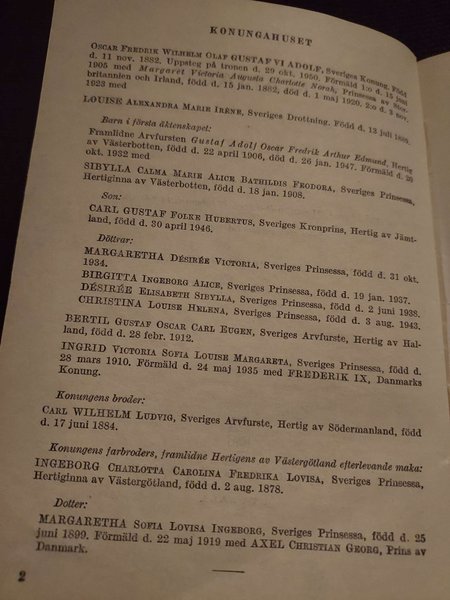 KONUNGAHUSET
OSCAR FREDRIK WILHELM OLAF GUSTAF VI ADOLF, Sveriges Konung. Född
d. 11 nov. 1882. Uppsteg på tronen d. 29 okt. 1950. Förmäld 1:o d. 15 juni
1905 med Margaret Victoria Augusta Charlotte Norah, Prinsessa av Stor-
britannien och Irland, född d. 15 jan. 1882, död d. 1 maj 1920, 2:o d. 3 nov.
1923 med
LOUISE ALEXANDRA MARIE IRÈNE, Sveriges Drottning. Född d. 13 juli 1889.
Barn i första äktenskapet:
Framlidne Arvfursten Gustaf Adolf Oscar Fredrik Arthur Edmund, Hertig
av Västerbotten, född d. 22 april 1906, död d. 26 jan. 1947. Förmäld d. 20
okt. 1932 med
SIBYLLA CALMA MARIE ALICE BATHILDIS FEODORA, Sveriges Prinsessa,
Hertiginna av Västerbotten, född d. 18 jan. 1908.
Son:
CARL GUSTAF FOLKE HUBERTUS, Sveriges Kronprins, Hertig av Jämt-
land, född d. 30 april 1946.
Döttrar:
MARGARETHA DÉSIRÉE VICTORIA, Sveriges Prinsessa, född d. 31 okt.
1934.
BIRGITTA INGEBORG ALICE, Sveriges Prinsessa, född d. 19 jan. 1937.
DÉSIRÉE ELISABETH SIBYLLA, Sveriges Prinsessa, född d. 2 juni 1938.
CHRISTINA LOUISE HELENA, Sveriges Prinsessa, född d. 3 aug. 1943.
BERTIL GUSTAF OSCAR CARL EUGEN, Sveriges Arvfurste, Hertig av Hal-
land, född d. 28 febr. 1912.
INGRID VICTORIA SOFIA LOUISE MARGARETA, Sveriges Prinsessa, född d.
28 mars 1910. Förmäld d. 24 maj 1935 med FREDERIK IX, Danmarks
Konung.
Konungens broder:
CARL WILHELM LUDVIG, Sveriges Arvfurste, Hertig av Södermanland, född
d. 17 juni 1884.
Konungens farbroders, framlidne Hertigens av Västergötland efterlevande maka:
INGEBORG CHARLOTTA CAROLINA FREDRIKA LOVISA, Sveriges Prinsessa,
Hertiginna av Västergötland, född d. 2 aug. 1878.
Dotter:
MARGARETHA SOFIA LOVISA INGEBORG, Sveriges Prinsessa, född d. 25
juni 1899. Förmäld d. 22 maj 1919 med AXEL CHRISTIAN GEORG, Prins av
Danmark.
2